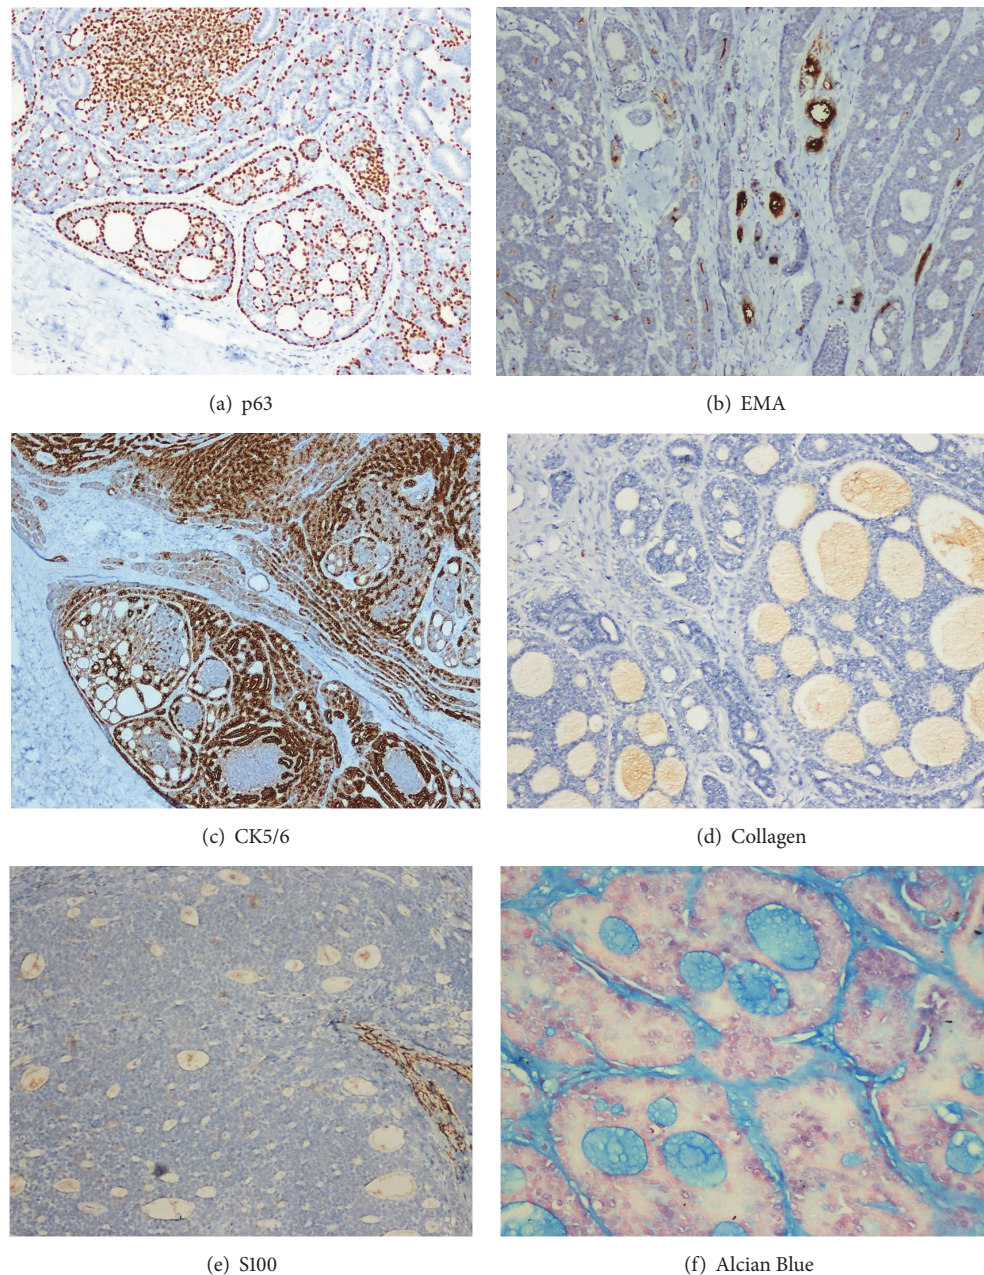 (a) p63
(b) EMA
(c) CK5/6
(d) Collagen
(e) S100
(f) Alcian Blue